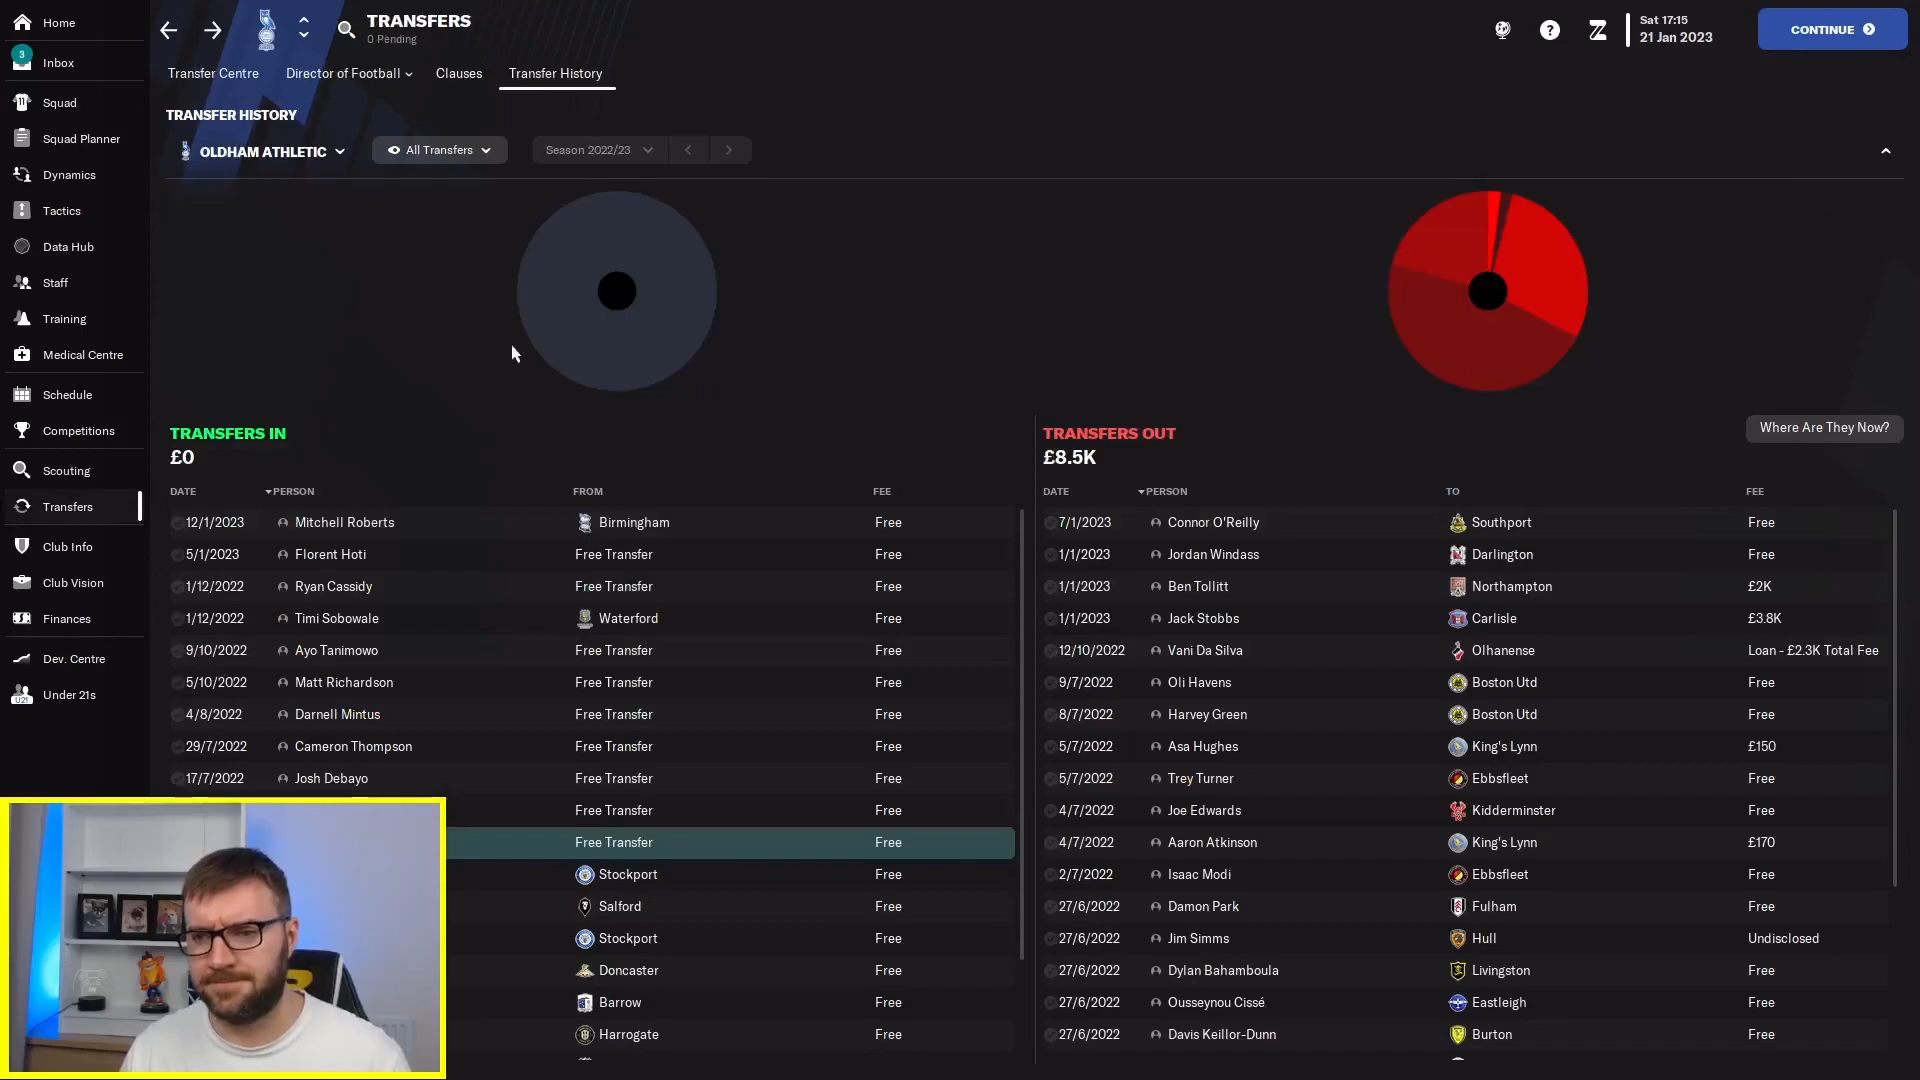 Home
3
Inbox
Squad
Squad Planner
Dynamics
Tactics
Data Hub
Staff
Training
Medical Centre
Schedule
Competitions
Scouting
Transfers
Club Info
Club Vision
Finances
Dev. Centre
U21
Under 21s
TRANSFERS
0 Pending
Sat 17:15
21 Jan 2023
CONTINUE
Transfer Centre Director of Football Clauses Transfer History
TRANSFER HISTORY
OLDHAM ATHLETIC All Transfers Season 2022/23
TRANSFERS IN
£0
DATE PERSON FROM FEE
12/1/2023 Mitchell Roberts Birmingham Free
5/1/2023 Florent Hoti Free Transfer Free
1/12/2022 Ryan Cassidy Free Transfer Free
1/12/2022 Timi Sobowale Waterford Free
9/10/2022 Ayo Tanimowo Free Transfer Free
5/10/2022 Matt Richardson Free Transfer Free
4/8/2022 Darnell Mintus Free Transfer Free
29/7/2022 Cameron Thompson Free Transfer Free
17/7/2022 Josh Debayo Free Transfer Free
Free Transfer Free
Free Transfer Free
Stockport Free
Salford Free
Stockport Free
Doncaster Free
Barrow Free
Harrogate Free
TRANSFERS OUT
£8.5K
Where Are They Now?
DATE PERSON TO FEE
7/1/2023 Connor O'Reilly Southport Free
1/1/2023 Jordan Windass Darlington Free
1/1/2023 Ben Tollitt Northampton £2K
1/1/2023 Jack Stobbs Carlisle £3.8K
12/10/2022 Vani Da Silva Olhanense Loan - £2.3K Total Fee
9/7/2022 Oli Havens Boston Utd Free
8/7/2022 Harvey Green Boston Utd Free
5/7/2022 Asa Hughes King's Lynn £150
5/7/2022 Trey Turner Ebbsfleet Free
4/7/2022 Joe Edwards Kidderminster Free
4/7/2022 Aaron Atkinson King's Lynn £170
2/7/2022 Isaac Modi Ebbsfleet Free
27/6/2022 Damon Park Fulham Free
27/6/2022 Jim Simms Hull Undisclosed
27/6/2022 Dylan Bahamboula Livingston Free
27/6/2022 Ousseynou Cissé Eastleigh Free
27/6/2022 Davis Keillor-Dunn Burton Free